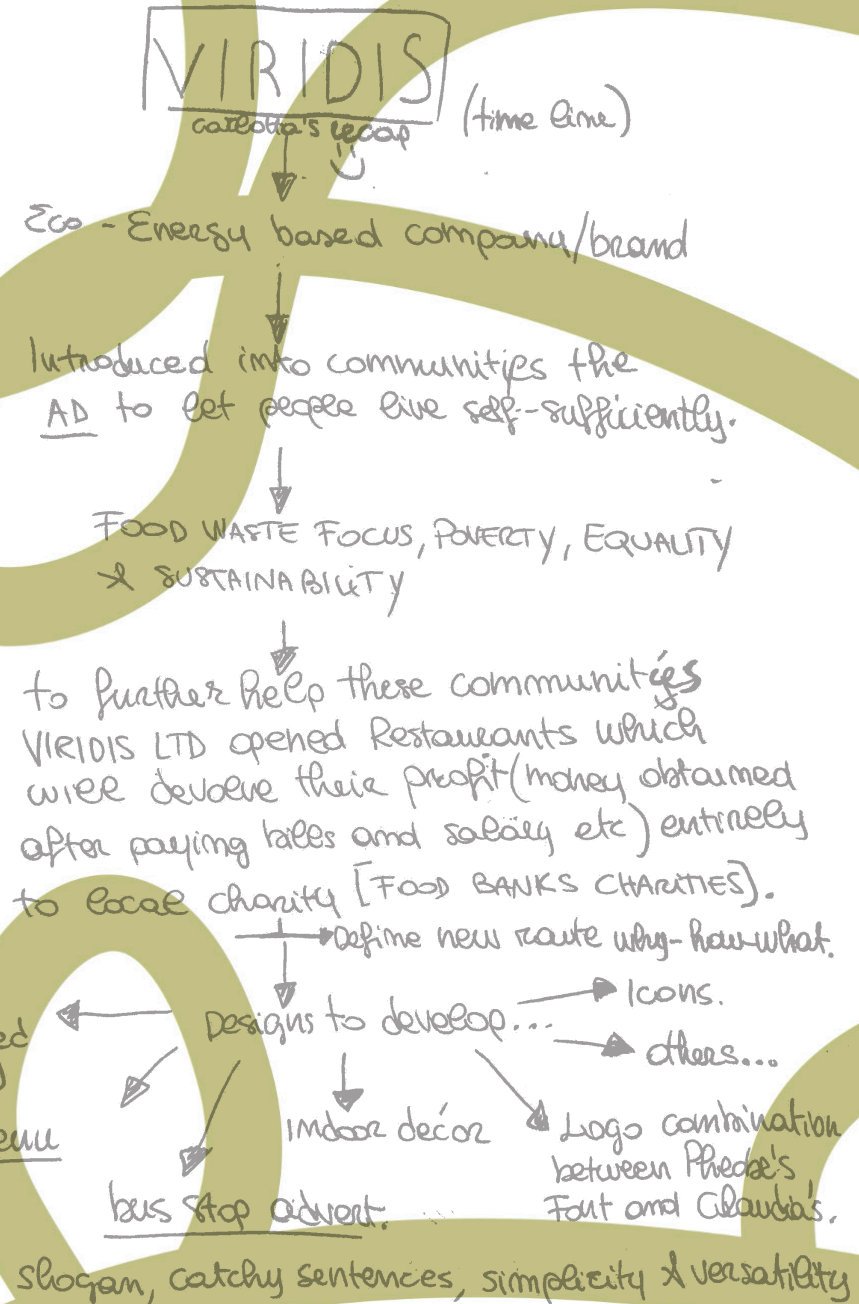 VIRIDIS
carlotta's recap (time line)
Eco - Energy based company/brand
Introduced into communities the
AD to let people live self-sufficiently.
FOOD WASTE FOCUS, POVERTY, EQUALITY
& SUSTAINABILITY
to further help these communities
VIRIDIS LTD opened Restaurants which
will devolve their profit (money obtained
after paying bills and salary etc) entirely
to local charity [FOOD BANKS CHARITIES].
Define new route why-how-what.
Icons.
Designs to develop...
others...
indoor decór
Logo combination
between Phedbe's
Font and Claudia's.
bus stop advert.
slogan, catchy sentences, simplicity & versatility